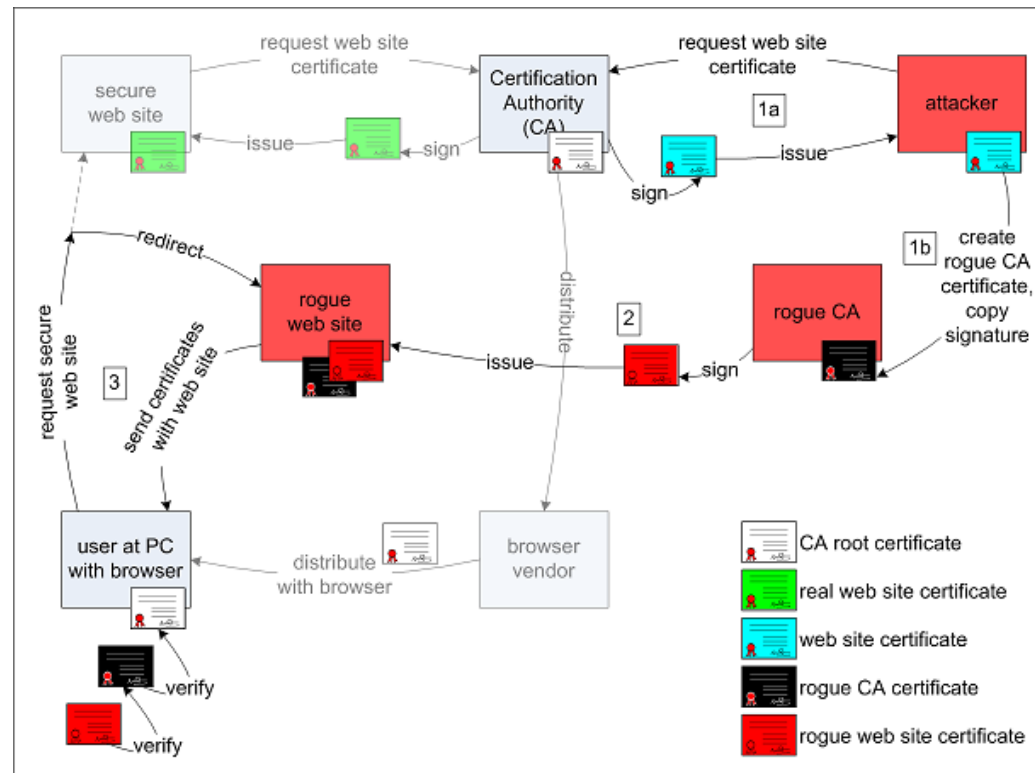 request web site
certificate
request web site
certificate
secure
web site
Certification
Authority
(CA)
attacker
1a
issue
sign
issue
sign
redirect
1b
create
rogue CA
certificate,
copy
signature
rogue
web site
distribute
2
rogue CA
issue
sign
request secure
web site
3
send certificates
with web site
user at PC
with browser
distribute
with browser
browser
vendor
verify
verify
CA root certificate
real web site certificate
web site certificate
rogue CA certificate
rogue web site certificate